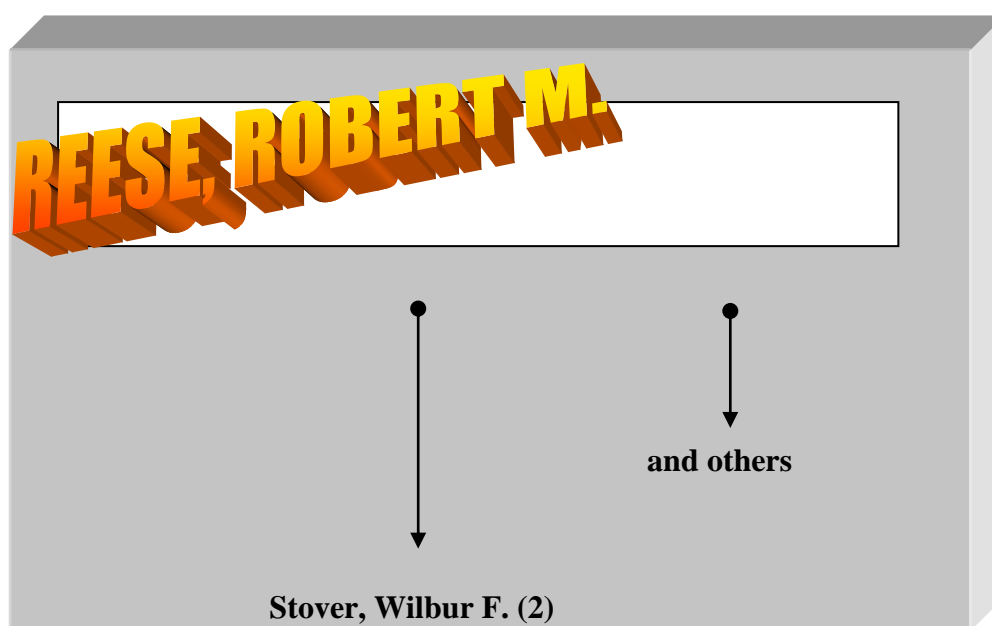 REESE, ROBERT M.
and others
Stover, Wilbur F. (2)